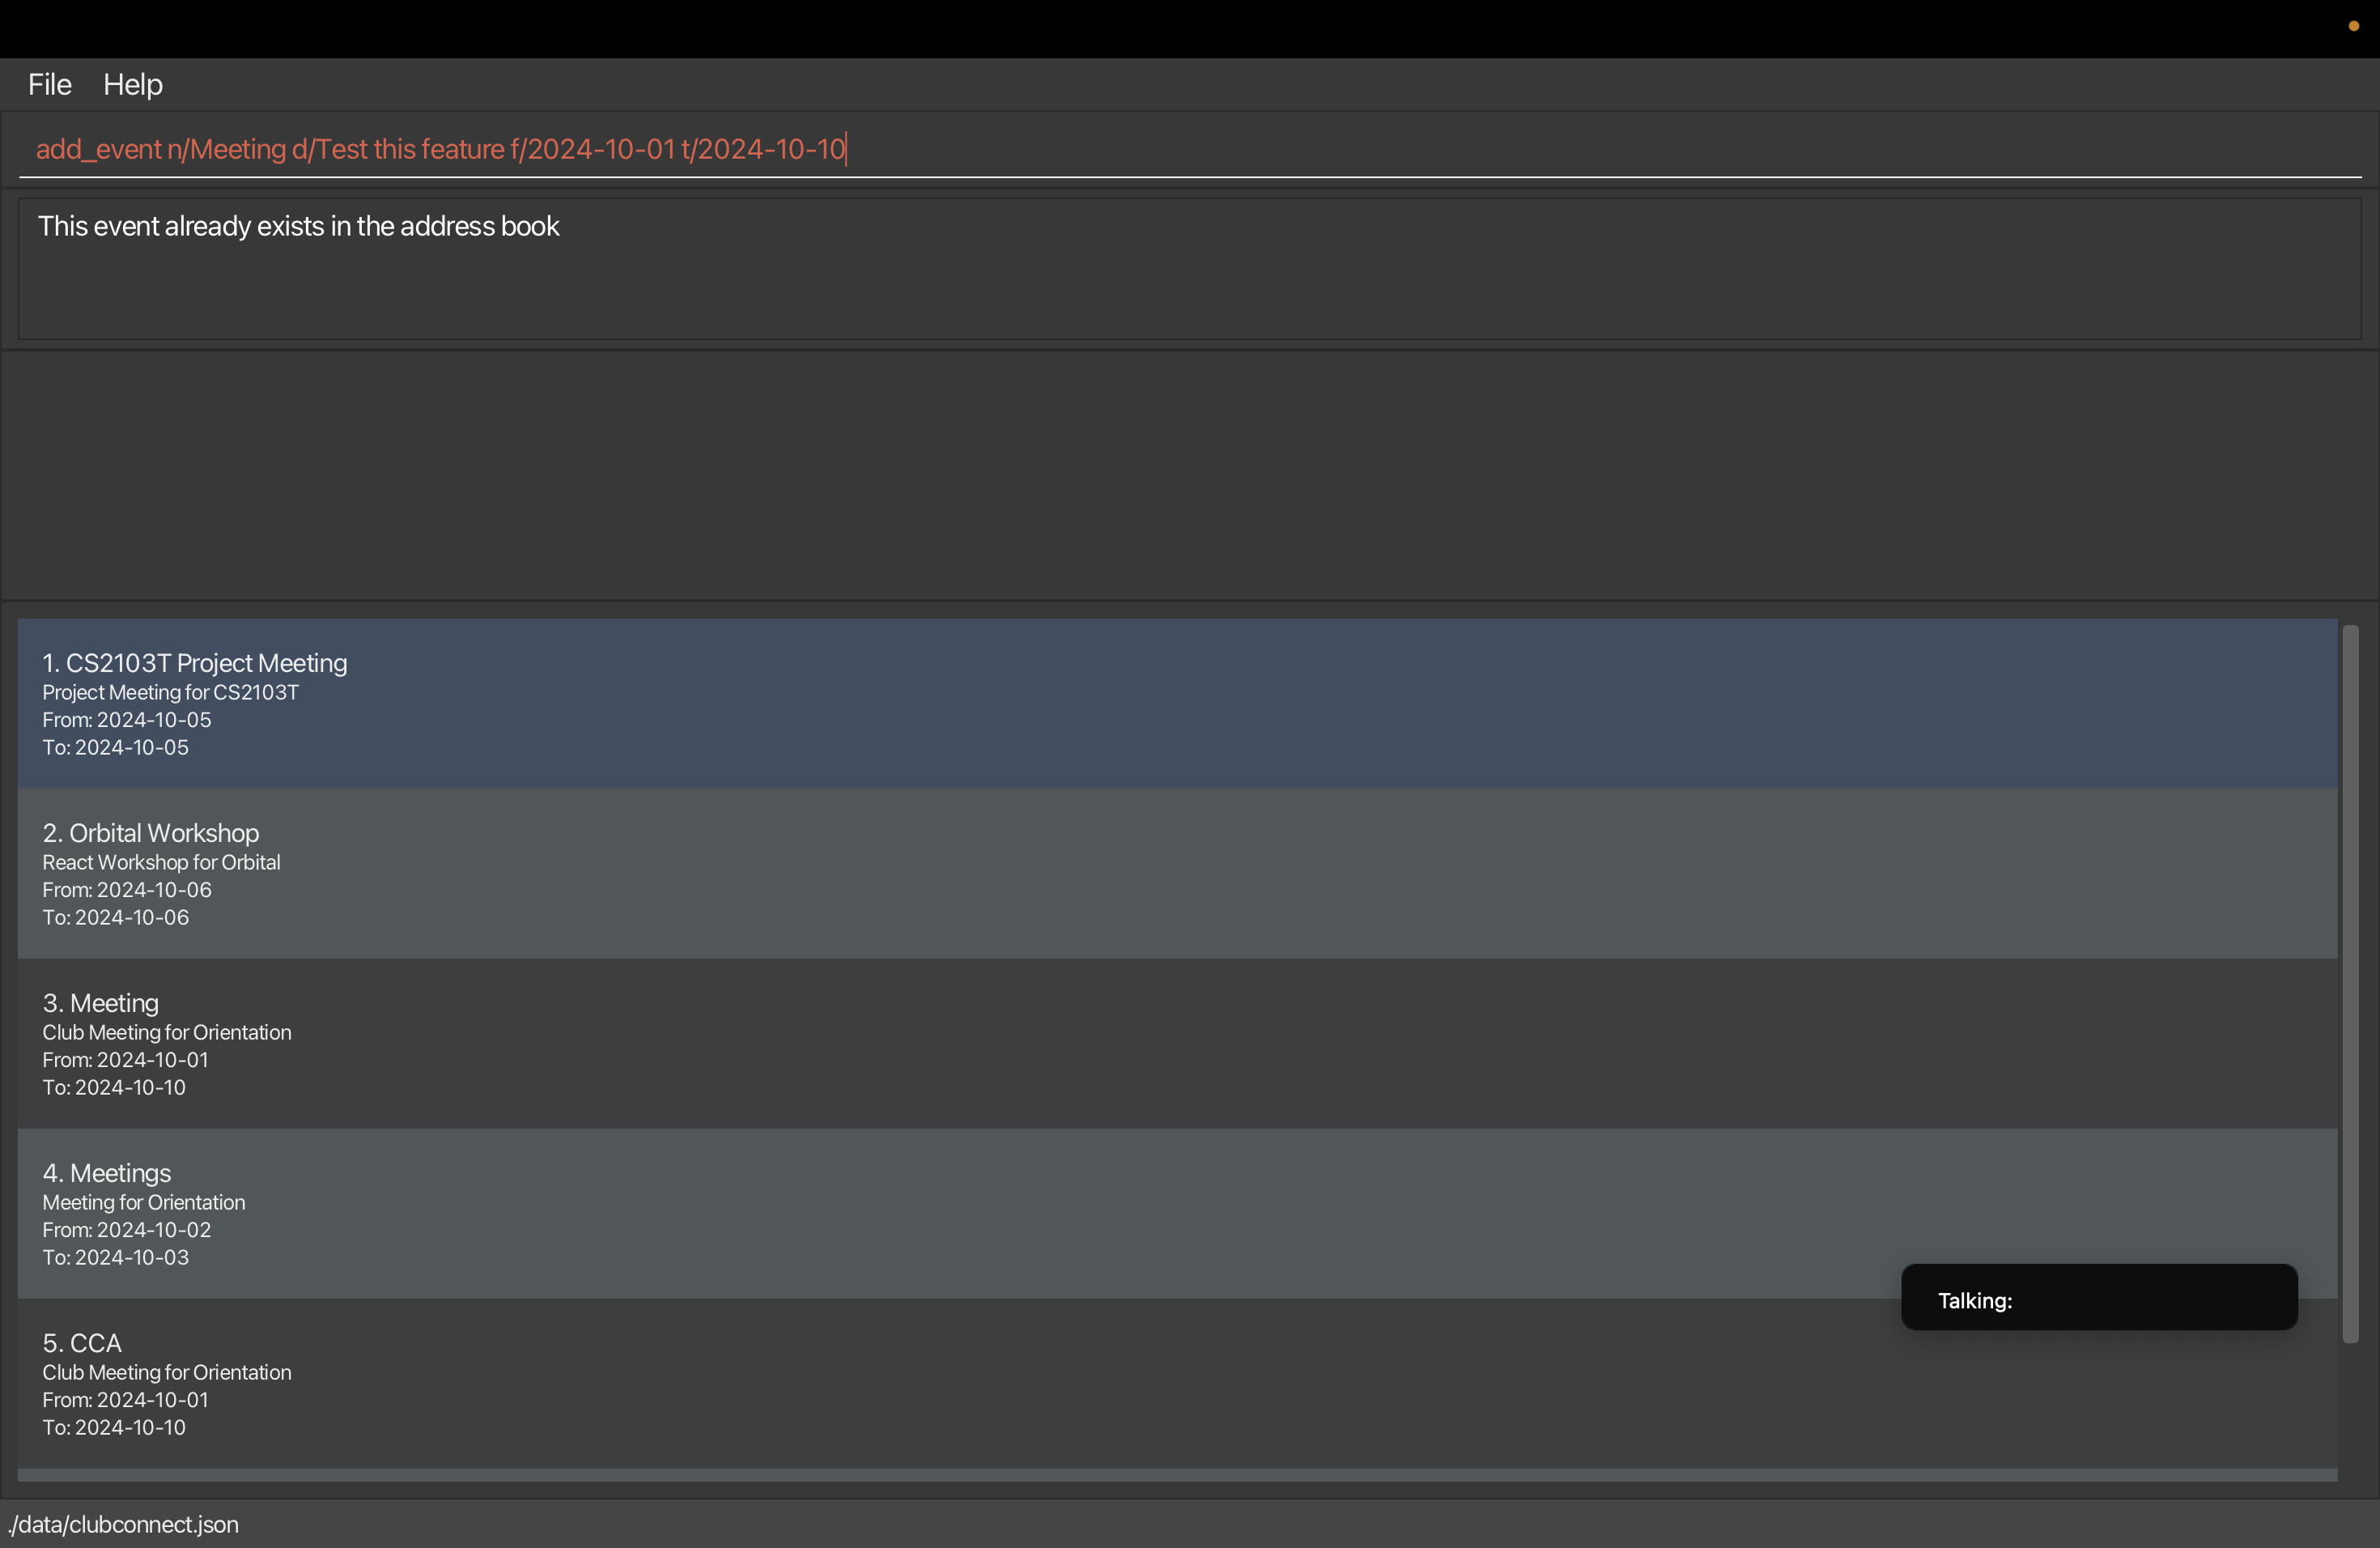 File Help
add_event n/Meeting d/Test this feature f/2024-10-01 t/2024-10-10
This event already exists in the address book
1. CS2103T Project Meeting
Project Meeting for CS2103T
From: 2024-10-05
To: 2024-10-05
2. Orbital Workshop
React Workshop for Orbital
From: 2024-10-06
To: 2024-10-06
3. Meeting
Club Meeting for Orientation
From: 2024-10-01
To: 2024-10-10
4. Meetings
Meeting for Orientation
From: 2024-10-02
To: 2024-10-03
Talking:
5. CCA
Club Meeting for Orientation
From: 2024-10-01
To: 2024-10-10
./data/clubconnect.json